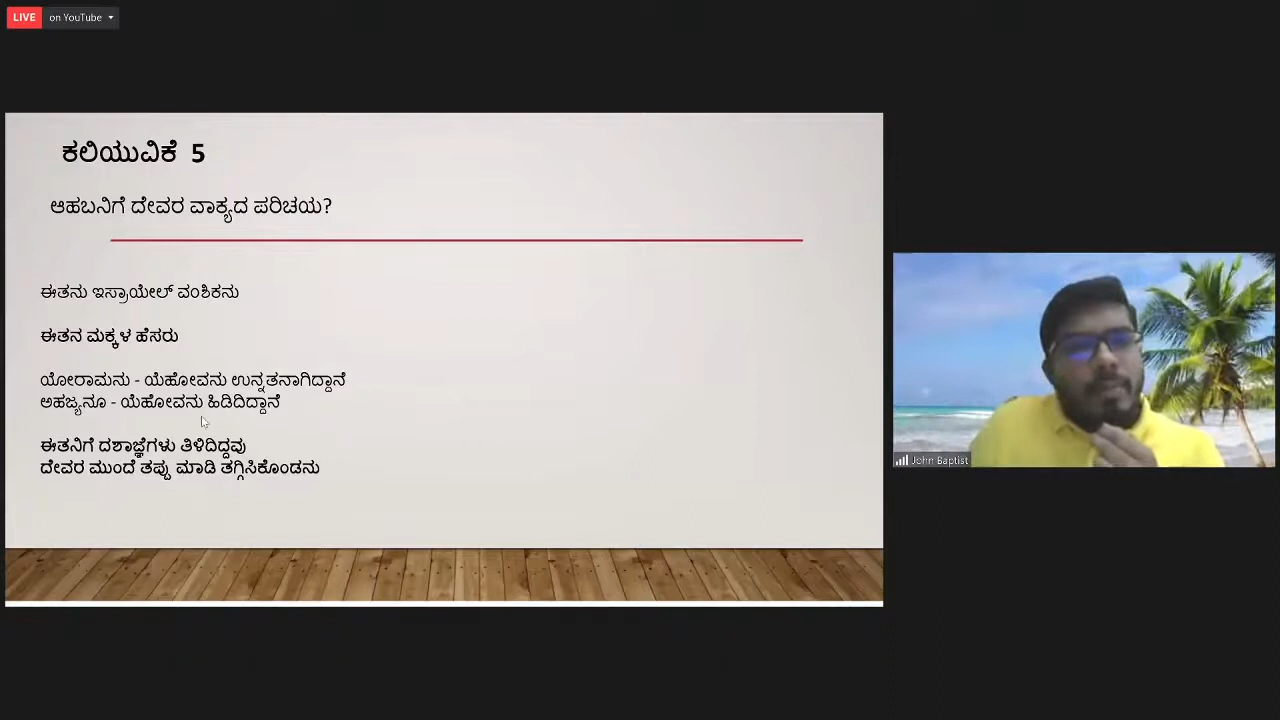 LIVE on YouTube
ಕಲಿಯುವಿಕೆ 5
ಆಹಬನಿಗೆ ದೇವರ ವಾಕ್ಯದ ಪರಿಚಯ?
ಈತನು ಇಸ್ರಾಯೇಲ್ ವಂಶಿಕನು
ಈತನ ಮಕ್ಕಳ ಹೆಸರು
ಯೋರಾಮನು - ಯೆಹೋವನು ಉನ್ನತನಾಗಿದ್ದಾನೆ
ಅಹಜ್ಯನೂ - ಯೆಹೋವನು ಹಿಡಿದಿದ್ದಾನೆ
ಈತನಿಗೆ ದಶಾಜ್ಞೆಗಳು ತಿಳಿದಿದ್ದವು
ದೇವರ ಮುಂದೆ ತಪ್ಪು ಮಾಡಿ ತಗ್ಗಿಸಿಕೊಂಡನು
John Baptist